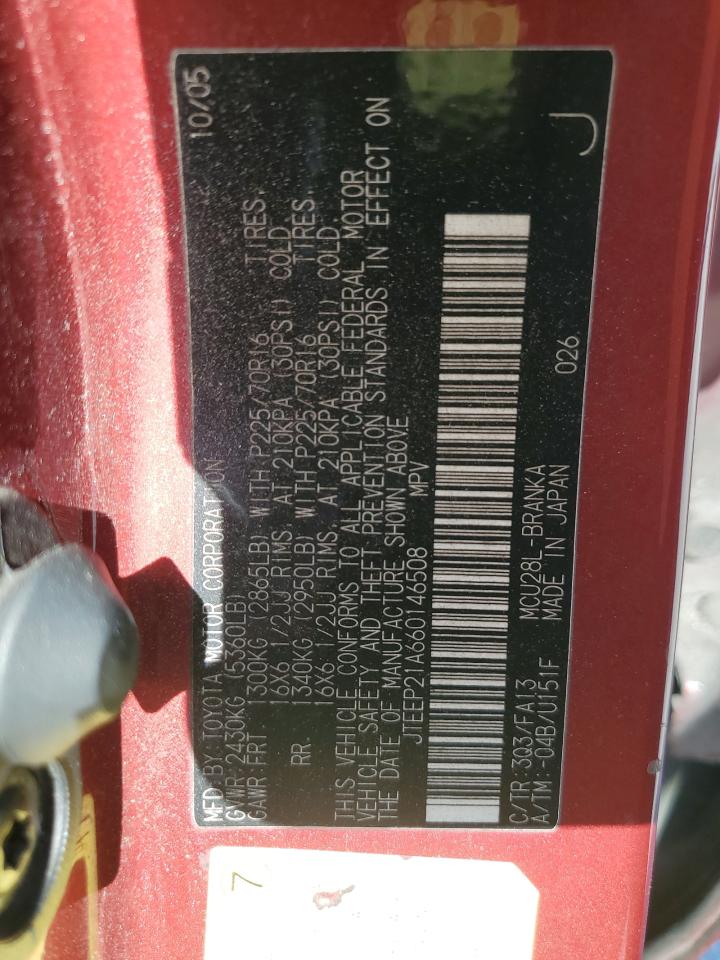 MFD. BY: TOYOTA MOTOR CORPORATION 10/05
GVWR: 2430KG (5360LB)
GAWR: FRT 1300KG (2865LB) WITH P225/70R16 TIRES,
16X6 1/2JJ RIMS, AT 210KPA (30PSI) COLD
RR 1340KG (2950LB) WITH P225/70R16 TIRES,
16X6 1/2JJ RIMS, AT 210KPA (30PSI) COLD
THIS VEHICLE CONFORMS TO ALL APPLICABLE FEDERAL MOTOR
VEHICLE SAFETY AND THEFT PREVENTION STANDARDS IN EFFECT ON
THE DATE OF MANUFACTURE SHOWN ABOVE.
JTEEP21A660146508 MPV
C/TR: 3Q3/FA13 MCU28L-BRANKA 026
A/TM: -04B/U151F MADE IN JAPAN J
7